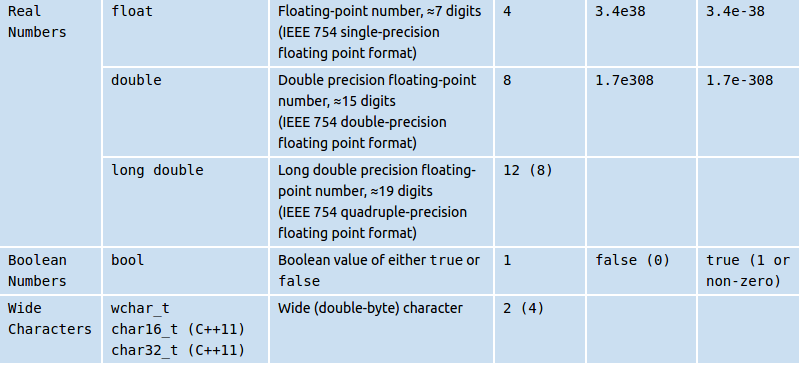 Real Numbers
float
Floating-point number, ≈7 digits
(IEEE 754 single-precision
floating point format)
4
3.4e38
3.4e-38
double
Double precision floating-point
number, ≈15 digits
(IEEE 754 double-precision
floating point format)
8
1.7e308
1.7e-308
long double
Long double precision floating-
point number, ≈19 digits
(IEEE 754 quadruple-precision
floating point format)
12 (8)
Boolean
Numbers
bool
Boolean value of either true or
false
1
false (0)
true (1 or
non-zero)
Wide
Characters
wchar_t
char16_t (C++11)
char32_t (C++11)
Wide (double-byte) character
2 (4)